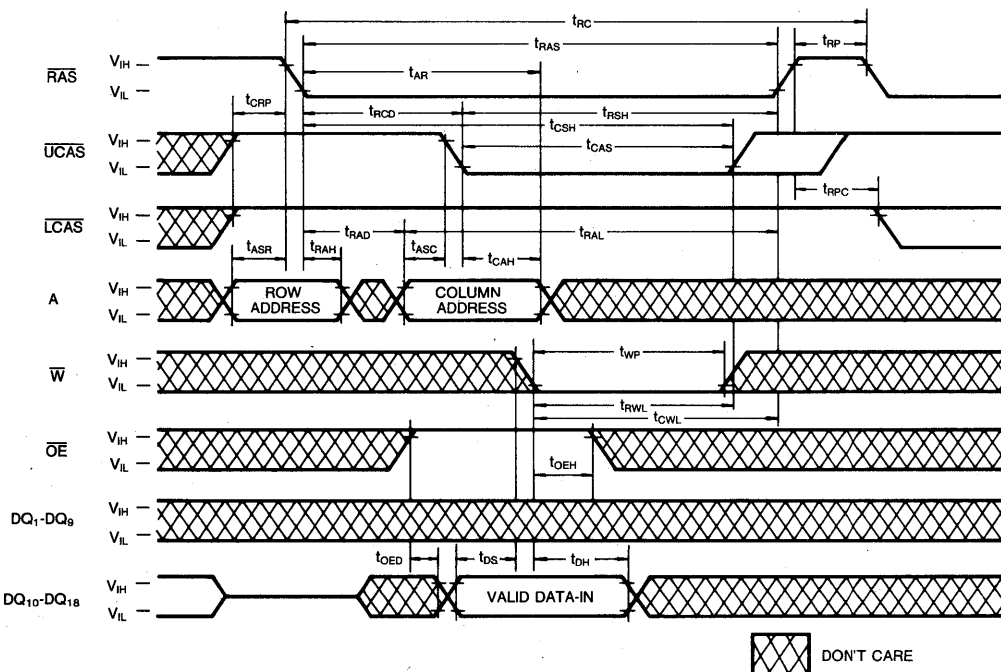 tRC
tRAS
tRP
VIH
RAS
VIL
tAR
tCRP
tRCD
tRSH
tCSH
VIH
UCAS
VIL
tCAS
tRPC
VIH
LCAS
VIL
tRAD
tRAL
tASR
tRAH
tASC
tCAH
VIH
A
VIL
ROW ADDRESS
COLUMN ADDRESS
VIH
W
VIL
tWP
tRWL
tCWL
VIH
OE
VIL
tOEH
VIH
DQ1-DQ9
VIL
tOED
tDS
tDH
VIH
DQ10-DQ18
VIL
VALID DATA-IN
DON'T CARE